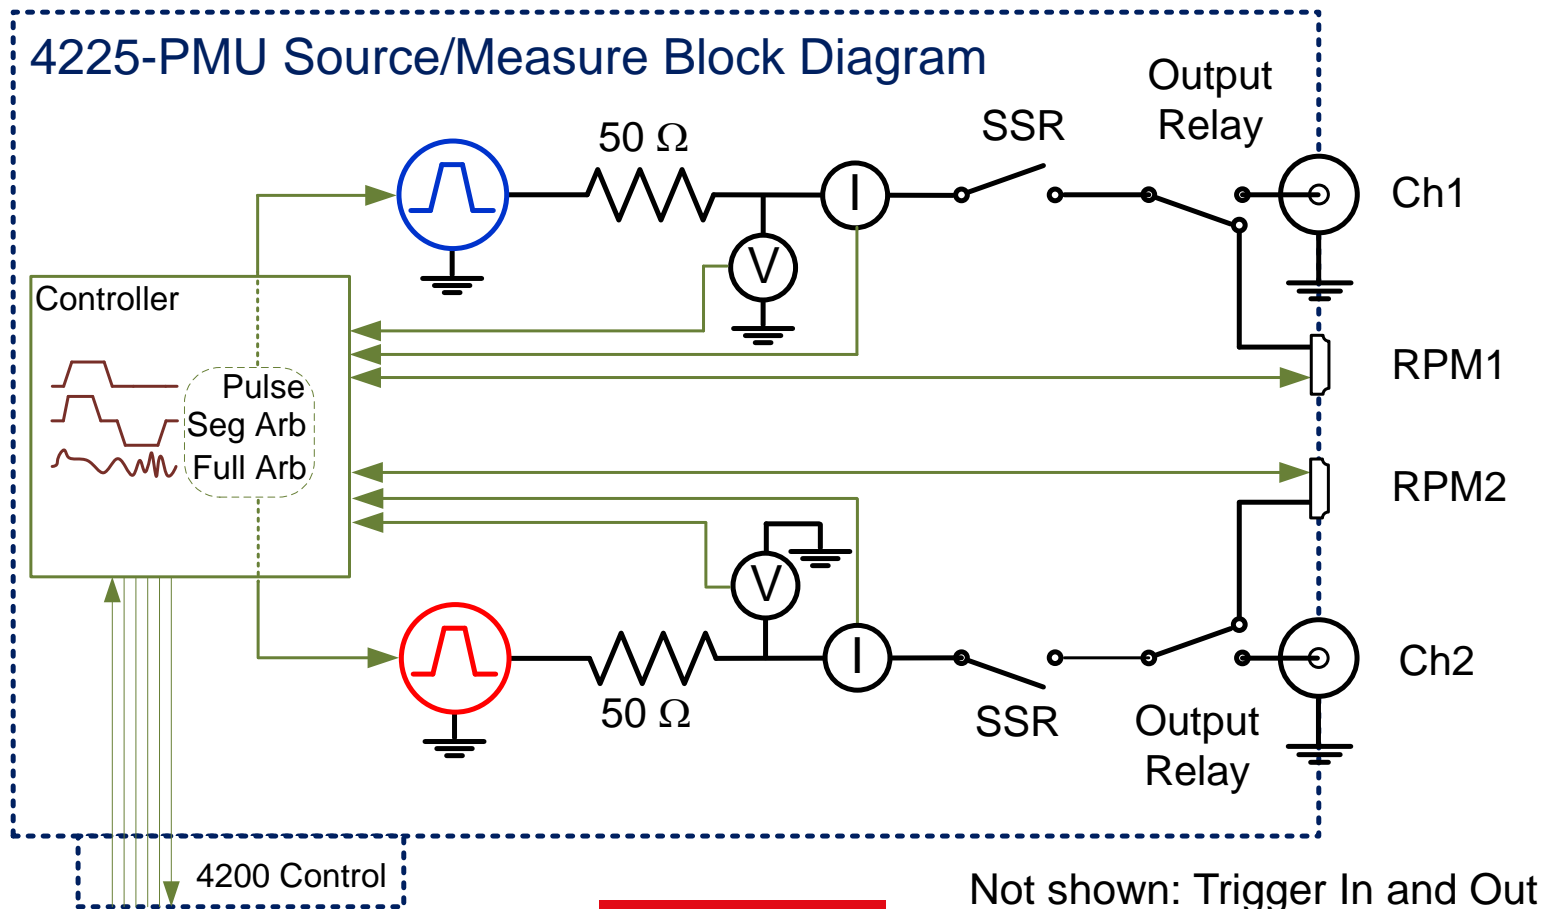 4225-PMU Source/Measure Block Diagram
Output
Relay
SSR
50 Ω
I
Ch1
V
Controller
Pulse
Seg Arb
Full Arb
RPM1
RPM2
V
I
Ch2
50 Ω
SSR
Output
Relay
4200 Control
Not shown: Trigger In and Out